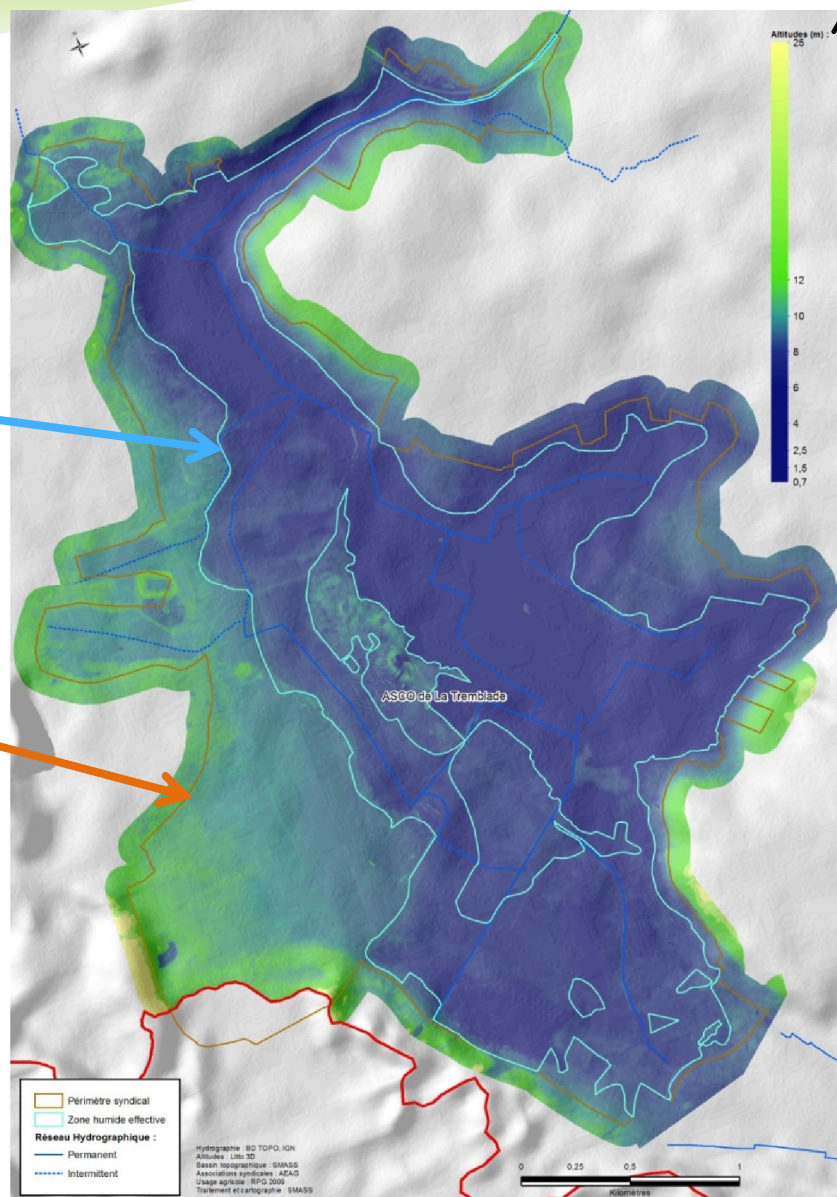 N
Altitudes (m) :
25
12
10
8
6
4
2,5
1,5
0,7
ASCO de La Tremblade
Périmètre syndical
Zone humide effective
Réseau Hydrographique :
Permanent
Intermittent
Hydrographie : BD TOPO, IGN
Altitudes : Litto 3D
Bassin topographique : SMASS
Associations syndicales : AEAG
Usage agricole : RPG 2009
Traitement et cartographie : SMASS
0 0.25 0.5 1
Kilomètres